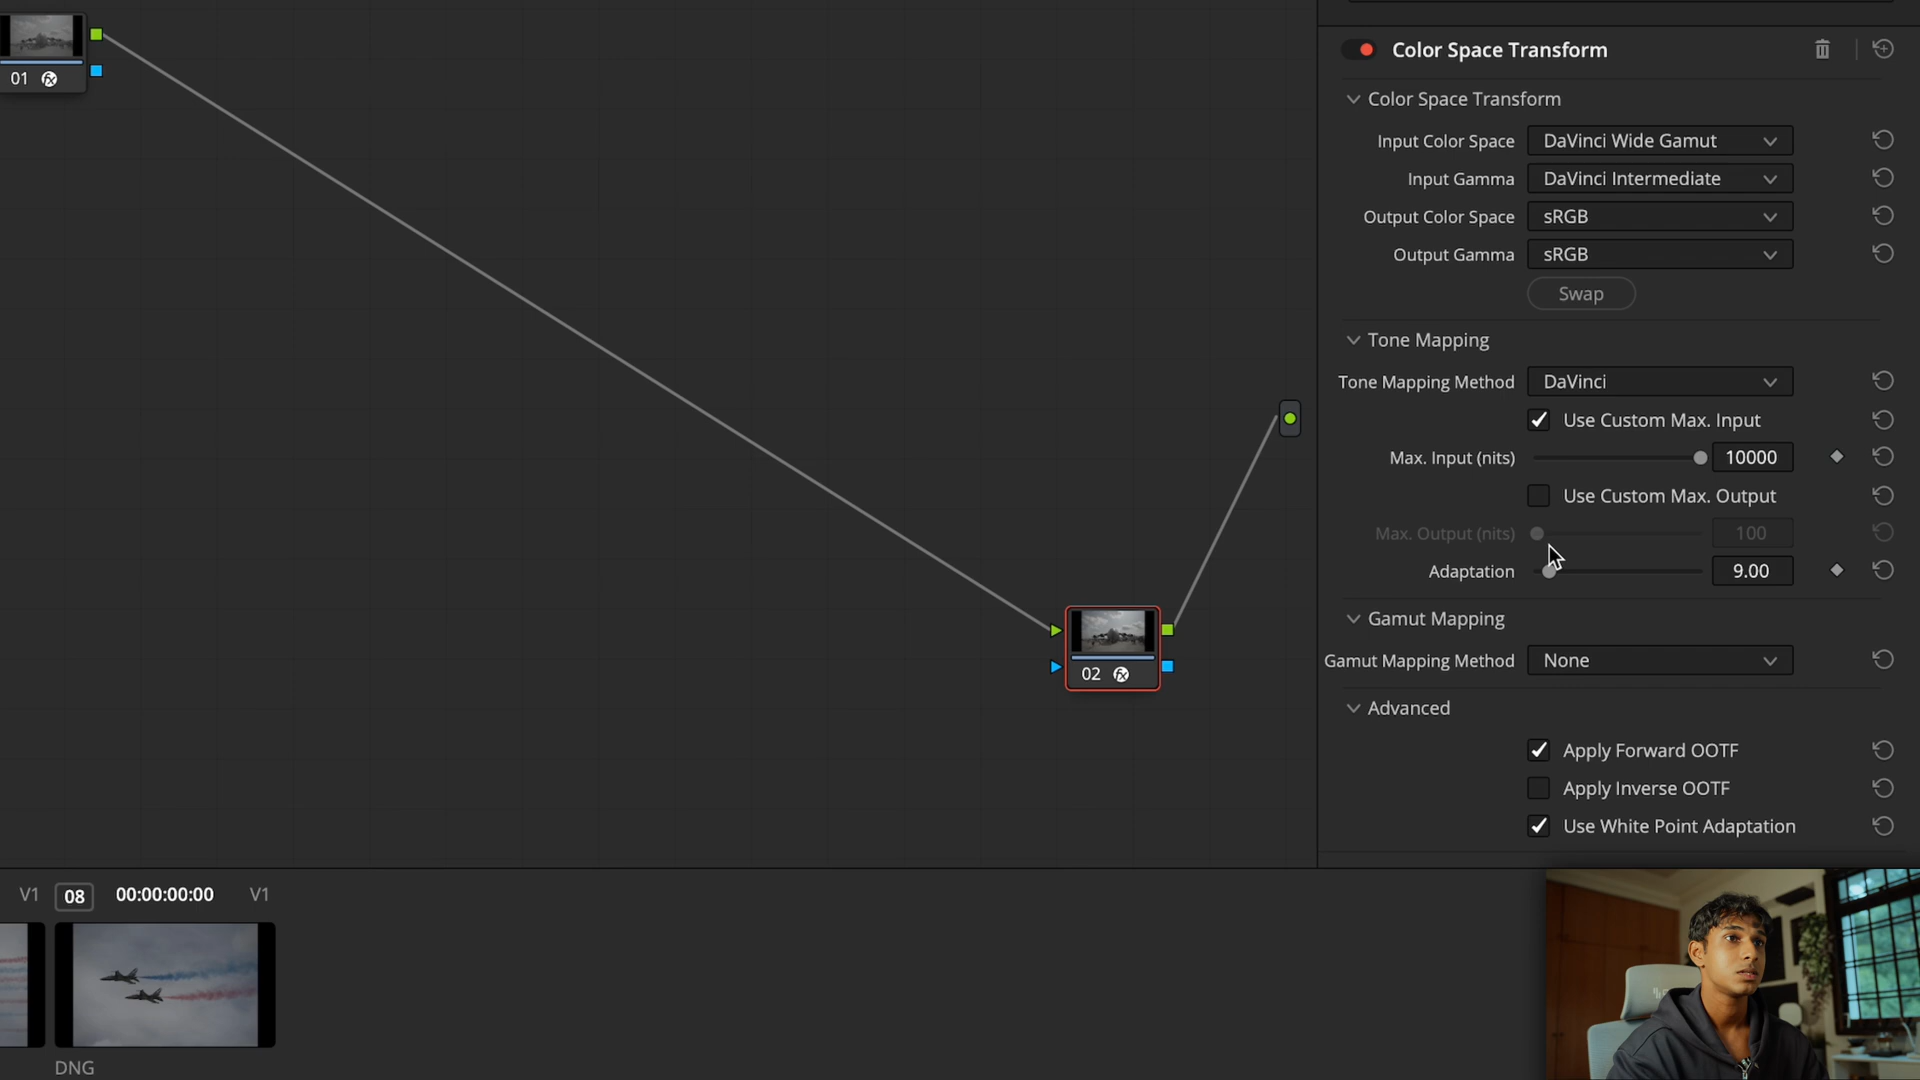 01
Color Space Transform
Color Space Transform
Input Color Space DaVinci Wide Gamut
Input Gamma DaVinci Intermediate
Output Color Space sRGB
Output Gamma sRGB
Swap
Tone Mapping
Tone Mapping Method DaVinci
Use Custom Max. Input
Max. Input (nits) 10000
Use Custom Max. Output
Max. Output (nits) 100
Adaptation 9.00
Gamut Mapping
Gamut Mapping Method None
02
Advanced
Apply Forward OOTF
Apply Inverse OOTF
Use White Point Adaptation
V1 08 00:00:00:00 V1
DNG